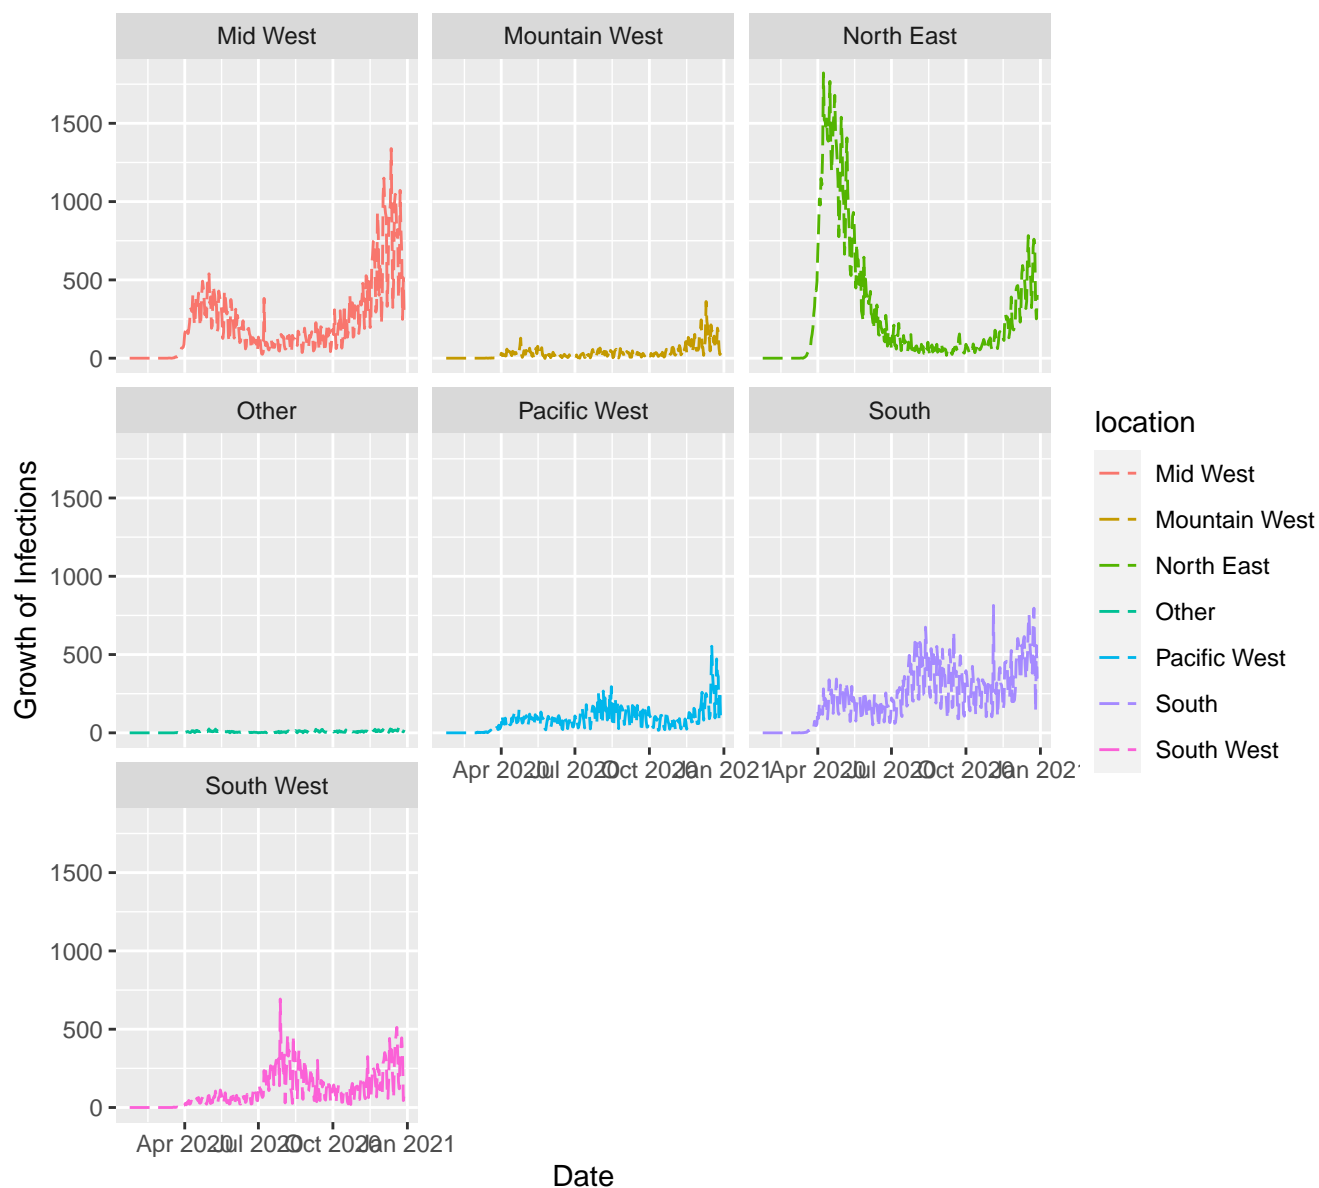 Mid West
Mountain West
North East
1500
1000
500
0
Other
Pacific West
South
1500
1000
500
0
Apr 2020 Jul 2020 Oct 2020 Jan 2021
Apr 2020 Jul 2020 Oct 2020 Jan 202
South West
1500
1000
500
0
Apr 2020 Jul 2020 Oct 2020 Jan 2021
Growth of Infections
Date
location
Mid West
Mountain West
North East
Other
Pacific West
South
South West